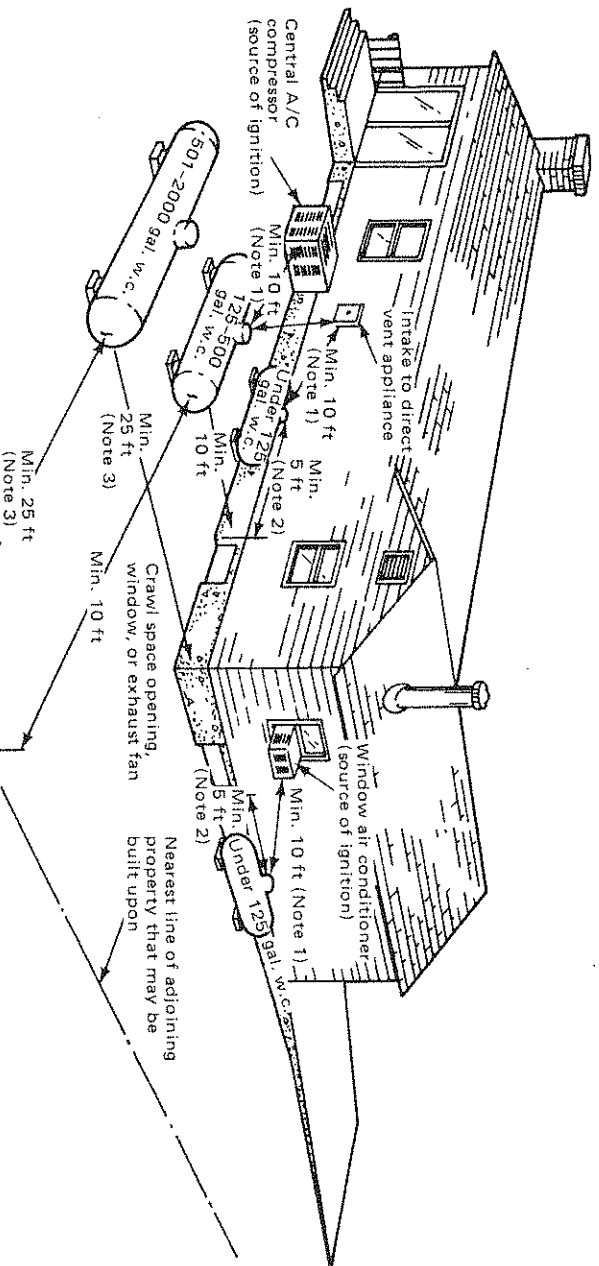 Central A/C
compressor
(source of ignition)
Min. 10 ft
(Note 1)
Intake to direct
vent appliance
Min. 10 ft
(Note 1)
Min.
5 ft
(Note 2)
501-2000 gal. w.c.
125-500
gal. w.c.
Under 125
gal. w.c.
Min.
10 ft
Min.
25 ft
(Note 3)
Min. 25 ft
(Note 3)
Min. 10 ft
Crawl space opening,
window, or exhaust fan
Window air conditioner
(source of ignition)
Min. 10 ft (Note 1)
Min.
5 ft
(Note 2)
Under 125 gal. w.c.
Nearest line of adjoining
property that may be
built upon